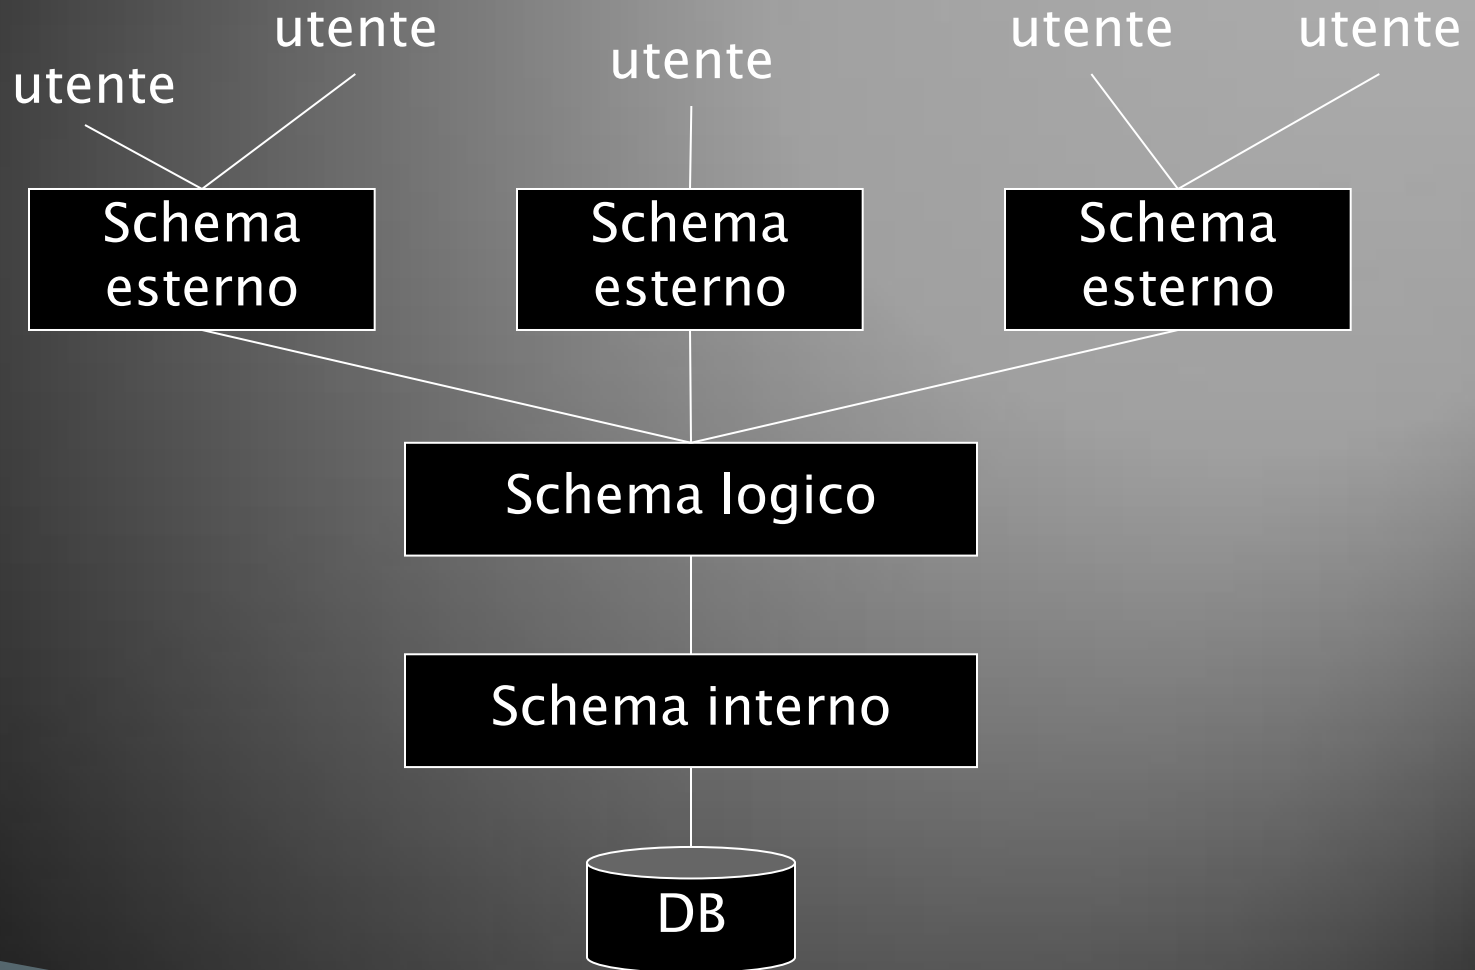 utente
utente
utente
utente
utente
Schema
esterno
Schema
esterno
Schema
esterno
Schema logico
Schema interno
DB